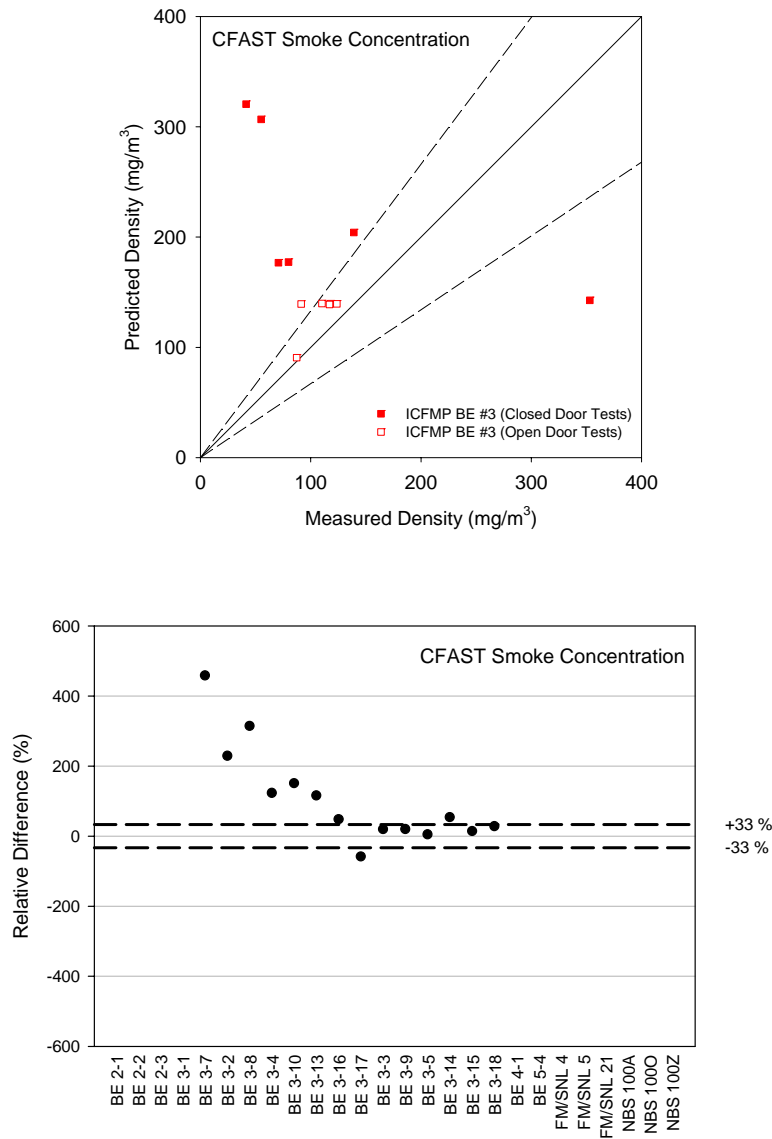 CFAST Smoke Concentration
400
300
200
100
0
Predicted Density (mg/m³)
0 100 200 300 400
Measured Density (mg/m³)
ICFMP BE #3 (Closed Door Tests)
ICFMP BE #3 (Open Door Tests)
CFAST Smoke Concentration
600
400
200
0
-200
-400
-600
Relative Difference (%)
+33 %
-33 %
BE 2-1
BE 2-2
BE 2-3
BE 3-1
BE 3-7
BE 3-2
BE 3-8
BE 3-4
BE 3-10
BE 3-13
BE 3-16
BE 3-17
BE 3-3
BE 3-9
BE 3-5
BE 3-14
BE 3-15
BE 3-18
BE 4-1
BE 5-4
FM/SNL 4
FM/SNL 5
FM/SNL 21
NBS 100A
NBS 100O
NBS 100Z